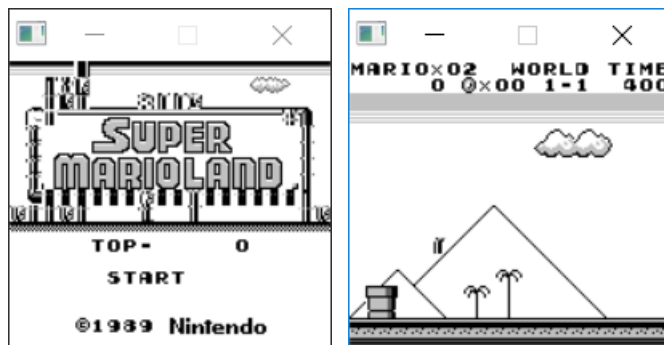 SUPER
MARIOLAND
TOP- 0
START
©1989 Nintendo
MARIO×02 WORLD TIME
0 ×00 1-1 400